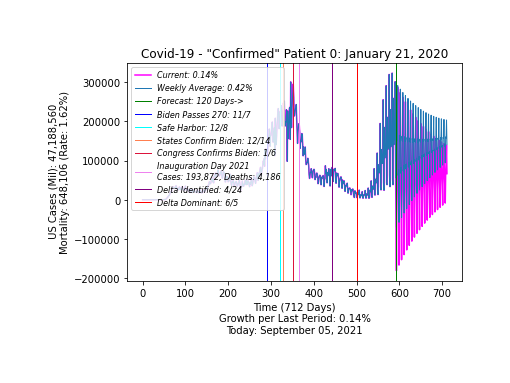 Covid-19 - "Confirmed" Patient 0: January 21, 2020
Current: 0.14%
Weekly Average: 0.42%
Forecast: 120 Days->
Biden Passes 270: 11/7
Safe Harbor: 12/8
States Confirm Biden: 12/14
Congress Confirms Biden: 1/6
Inauguration Day 2021
Cases: 193,872, Deaths: 4,186
Delta Identified: 4/24
Delta Dominant: 6/5
US Cases (Mill): 47,188,560
Mortality: 648,106 (Rate: 1.62%)
300000
200000
100000
0
−100000
−200000
0 100 200 300 400 500 600 700
Time (712 Days)
Growth per Last Period: 0.14%
Today: September 05, 2021